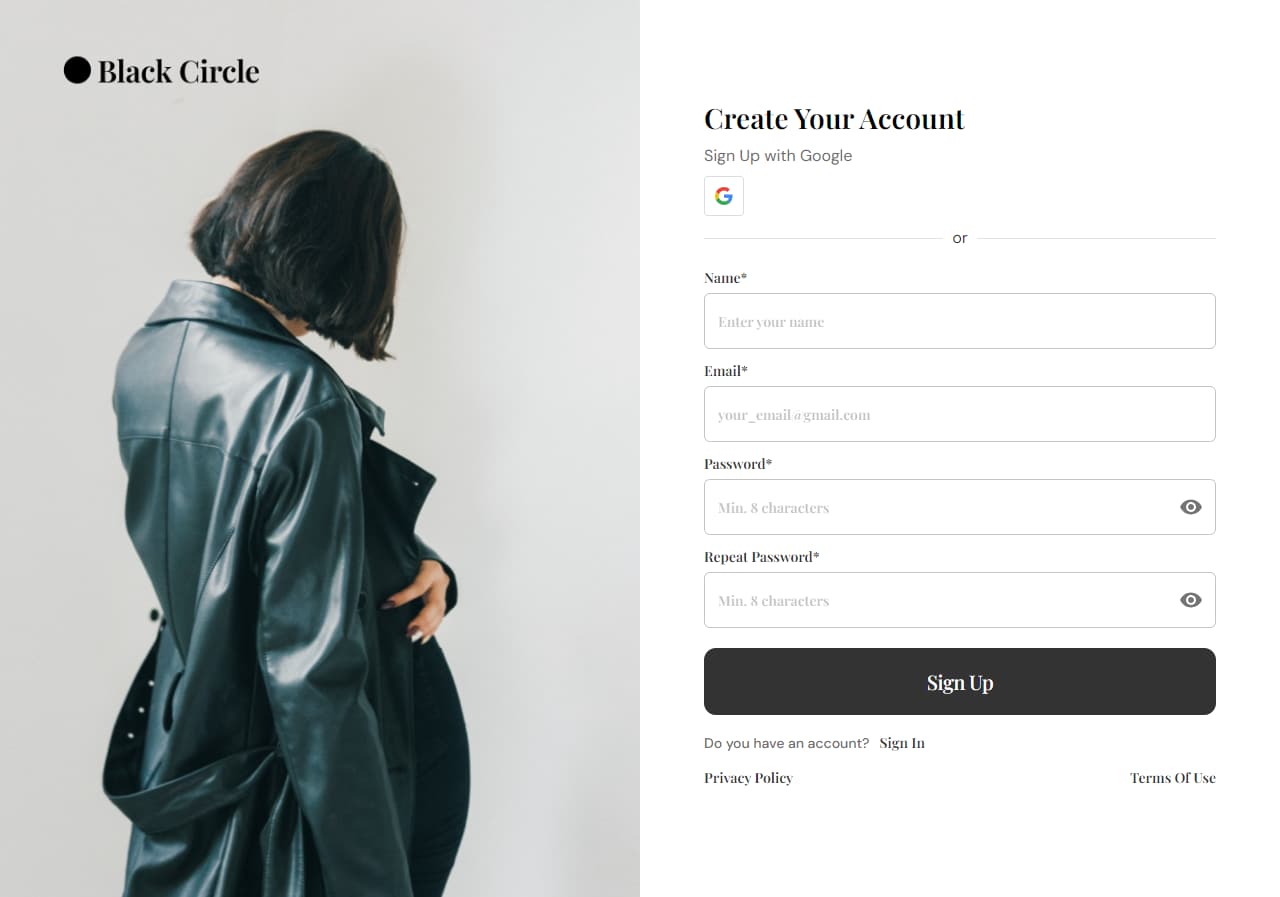 Black Circle
Create Your Account
Sign Up with Google
or
Name*
Enter your name
Email*
your_email@gmail.com
Password*
Min. 8 characters
Repeat Password*
Min. 8 characters
Sign Up
Do you have an account? Sign In
Privacy Policy Terms Of Use